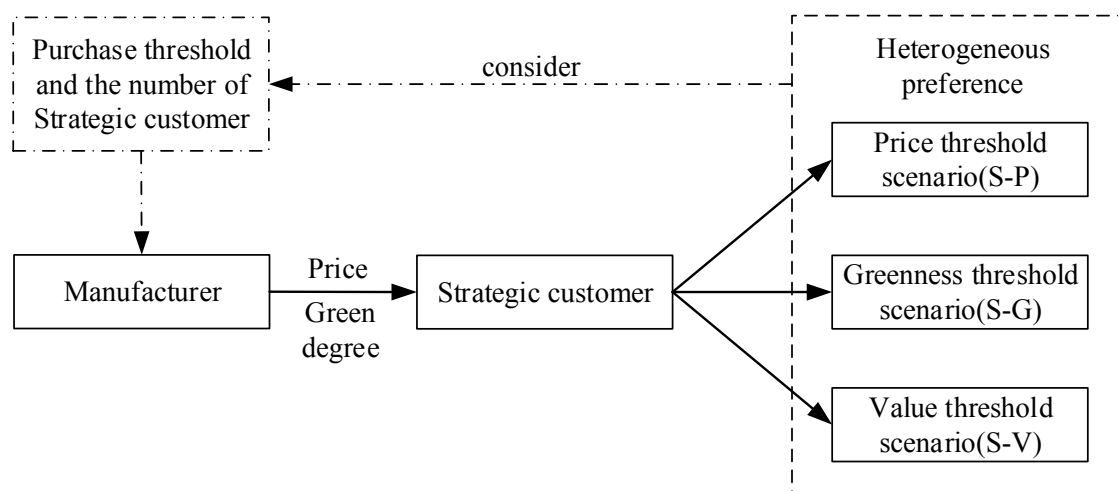 Purchase threshold
and the number of
Strategic customer
consider
Heterogeneous
preference
Price threshold
scenario(S-P)
Manufacturer
Price
Green
degree
Strategic customer
Greenness threshold
scenario(S-G)
Value threshold
scenario(S-V)